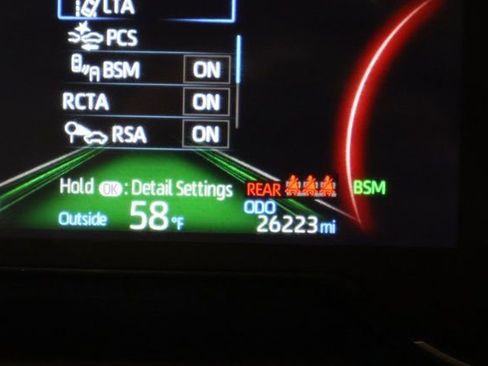 LTA
PCS
BSM ON
RCTA ON
RSA ON
Hold OK : Detail Settings REAR BSM
Outside 58 °F ODO 26223 mi